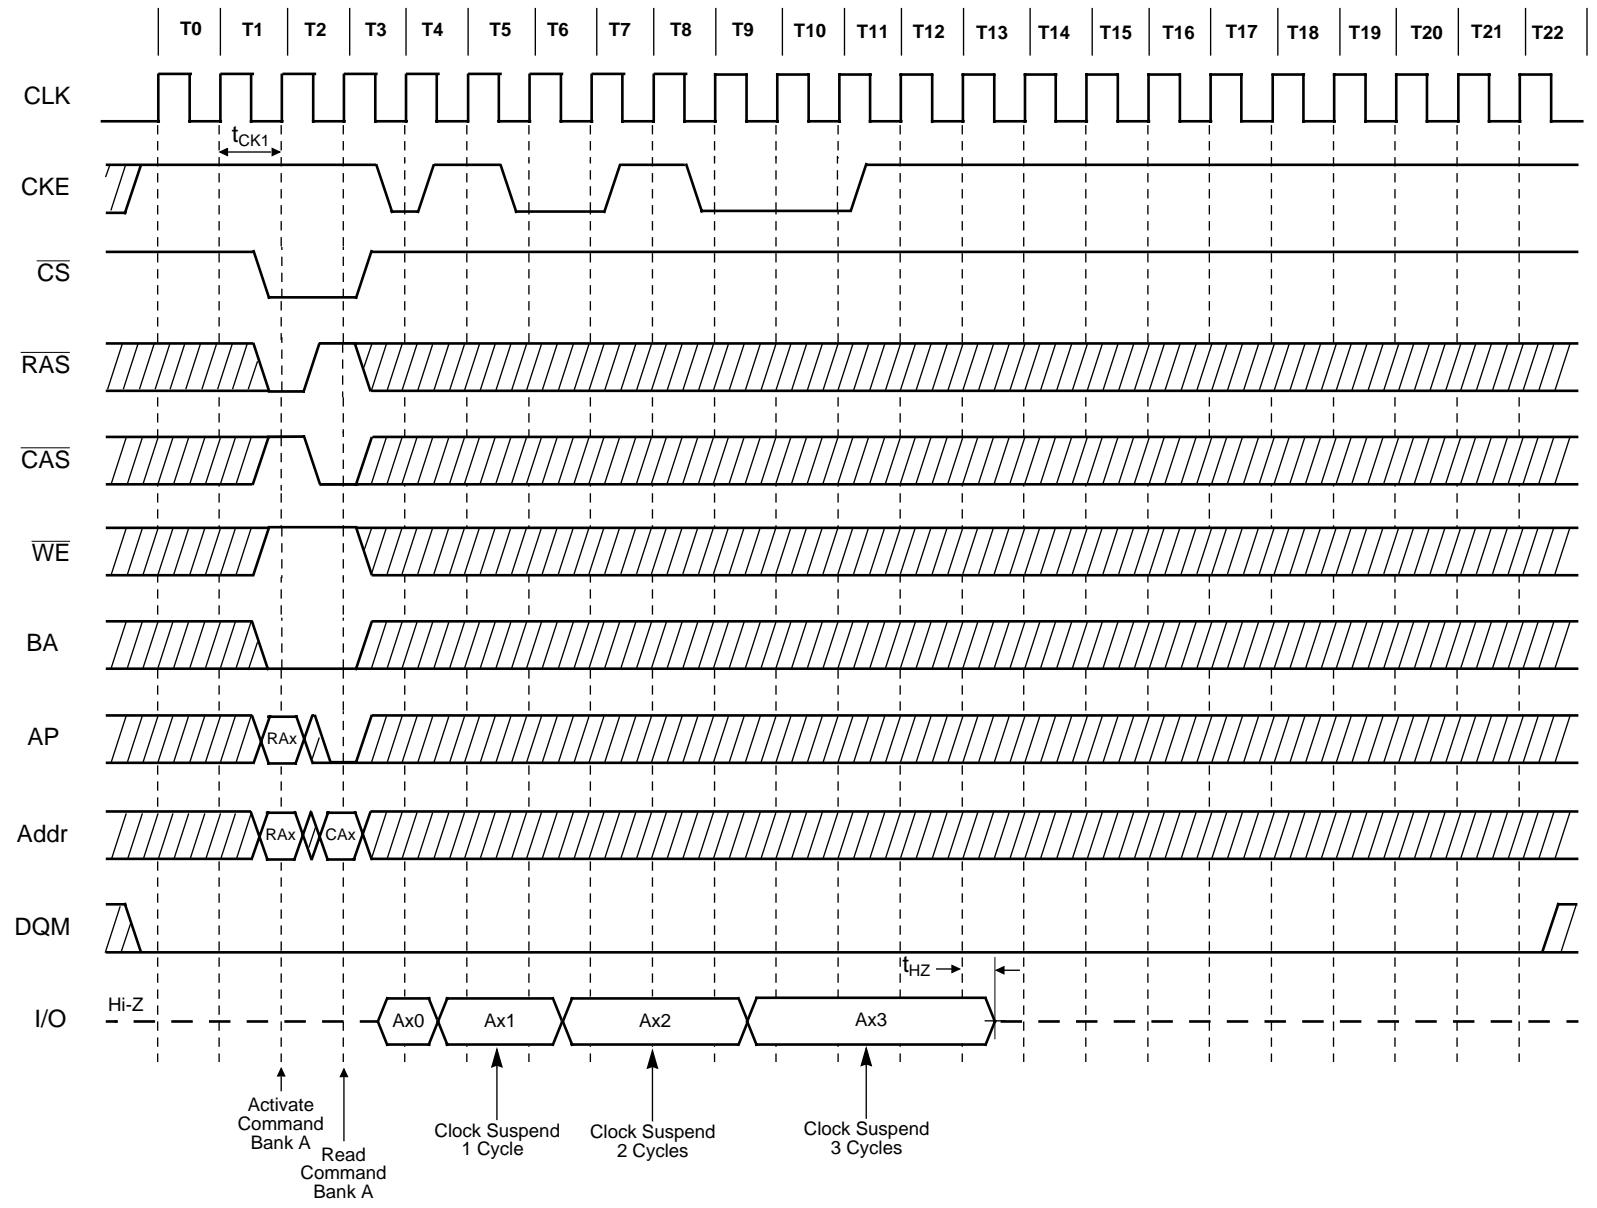 T0 T1 T2 T3 T4 T5 T6 T7 T8 T9 T10 T11 T12 T13 T14 T15 T16 T17 T18 T19 T20 T21 T22
CLK
tCK1
CKE
CS
RAS
CAS
WE
BA
AP
RAx
Addr
RAx CAx
DQM
tHZ
I/O
Hi-Z
Ax0 Ax1 Ax2 Ax3
Activate
Command
Bank A
Read
Command
Bank A
Clock Suspend
1 Cycle
Clock Suspend
2 Cycles
Clock Suspend
3 Cycles